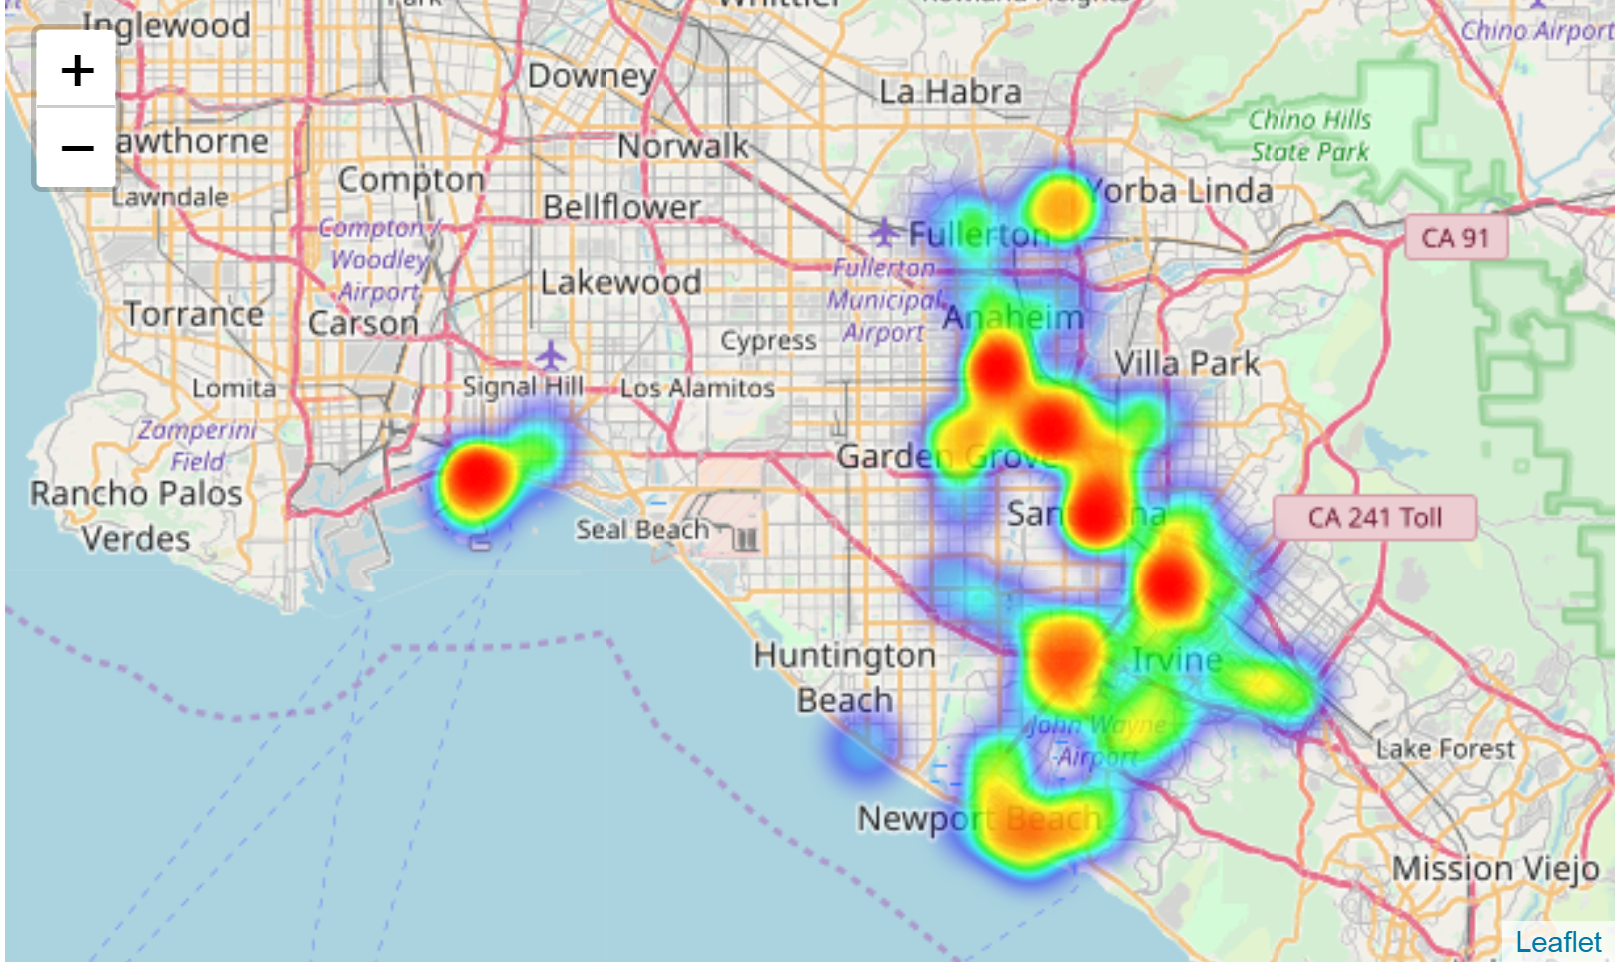 Inglewood
Chino Airport
+
−
Downey
La Habra
Chino Hills
State Park
awthorne
Norwalk
Compton
Yorba Linda
Lawndale
Bellflower
Compton /
Woodley
Airport
Fullerton
CA 91
Fullerton
Municipal
Airport
Lakewood
Torrance
Carson
Anaheim
Cypress
Villa Park
Lomita
Signal Hill
Los Alamitos
Zamperini
Field
Garden Grove
Rancho Palos
Verdes
Seal Beach
San na
CA 241 Toll
Huntington
Beach
Irvine
John Wayne
Airport
Lake Forest
Newport Beach
Mission Viejo
Leaflet